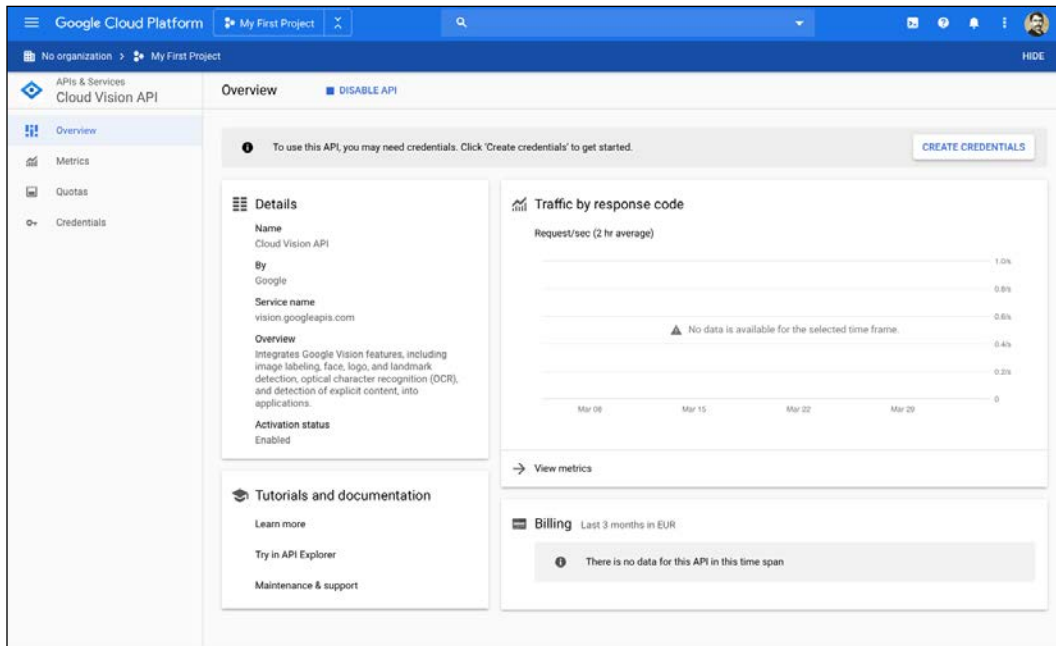 Google Cloud Platform
My First Project
No organization > My First Project
HIDE
APIs & Services
Cloud Vision API
Overview
DISABLE API
Overview
Metrics
Quotas
Credentials
To use this API, you may need credentials. Click 'Create credentials' to get started.
CREATE CREDENTIALS
Details
Name
Cloud Vision API
By
Google
Service name
vision.googleapis.com
Overview
Integrates Google Vision features, including
image labeling, face, logo, and landmark
detection, optical character recognition (OCR),
and detection of explicit content, into
applications.
Activation status
Enabled
Tutorials and documentation
Learn more
Try in API Explorer
Maintenance & support
Traffic by response code
Request/sec (2 hr average)
1.0/s
0.8/s
0.6/s
No data is available for the selected time frame.
0.4/s
0.2/s
0
Mar 08 Mar 15 Mar 22 Mar 29
View metrics
Billing Last 3 months in EUR
There is no data for this API in this time span